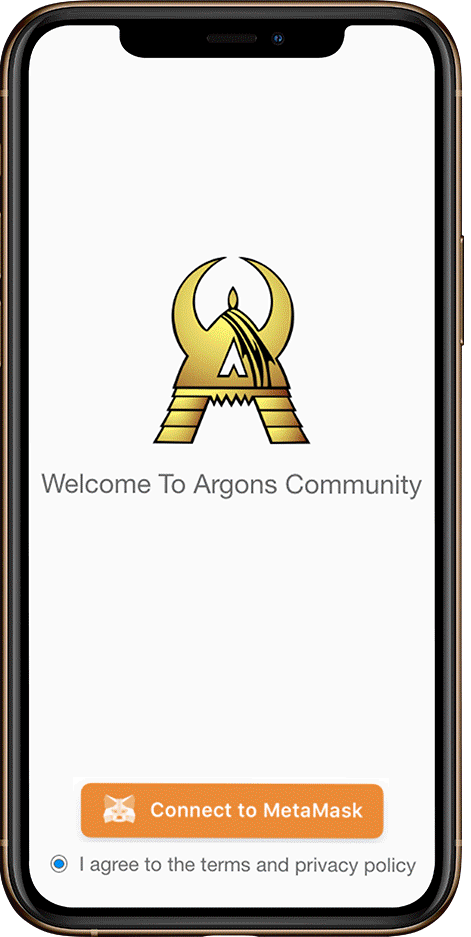 Welcome To Argons Community
Connect to MetaMask
I agree to the terms and privacy policy